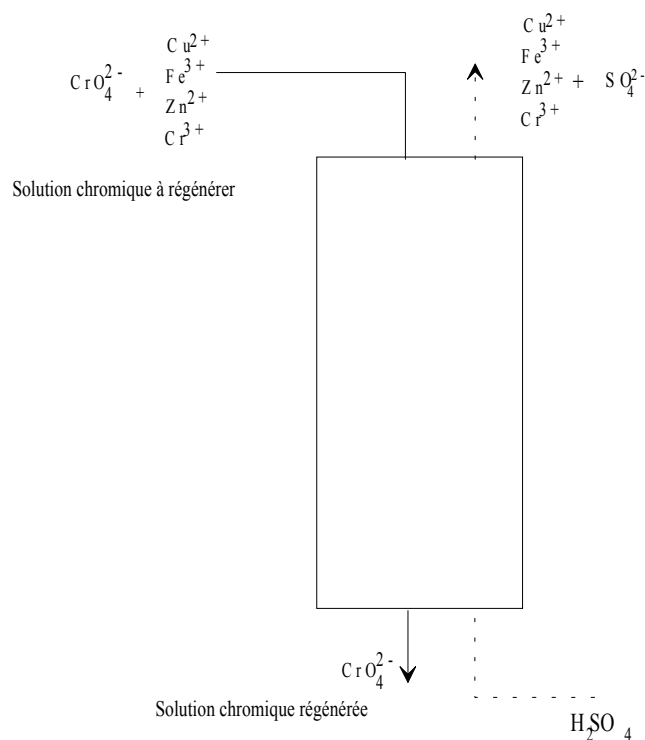 CrO₄²⁻ +
Cu²⁺
Fe³⁺
Zn²⁺
Cr³⁺
Cu²⁺
Fe³⁺
Zn²⁺ + SO₄²⁻
Cr³⁺
Solution chromique à régénérer
CrO₄²⁻
Solution chromique régénérée
H₂SO₄